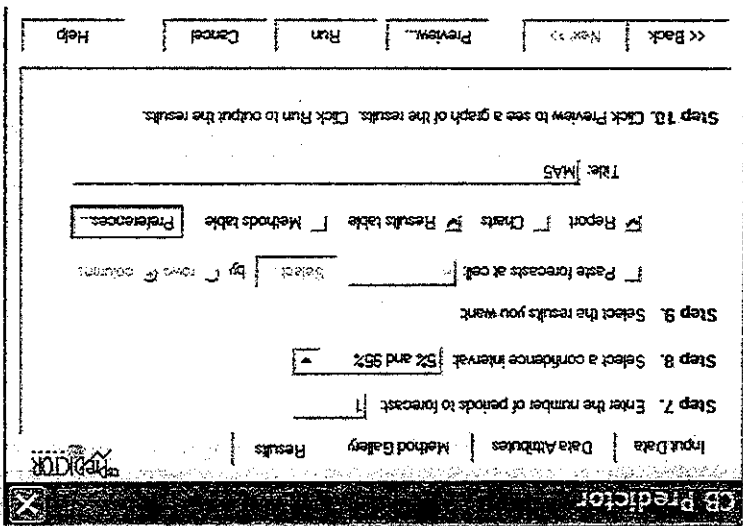 CB Predictor
Input Data Data Attributes Method Gallery Results
CB PREDICTOR
Step 7. Enter the number of periods to forecast: 1
Step 8. Select a confidence interval: 5% and 95%
Step 9. Select the results you want:
Paste forecasts at cell: Select... by rows columns
Report Charts Results table Methods table Preferences...
Title: MA5
Step 10. Click Preview to see a graph of the results. Click Run to output the results.
<< Back Next >> Preview... Run Cancel Help